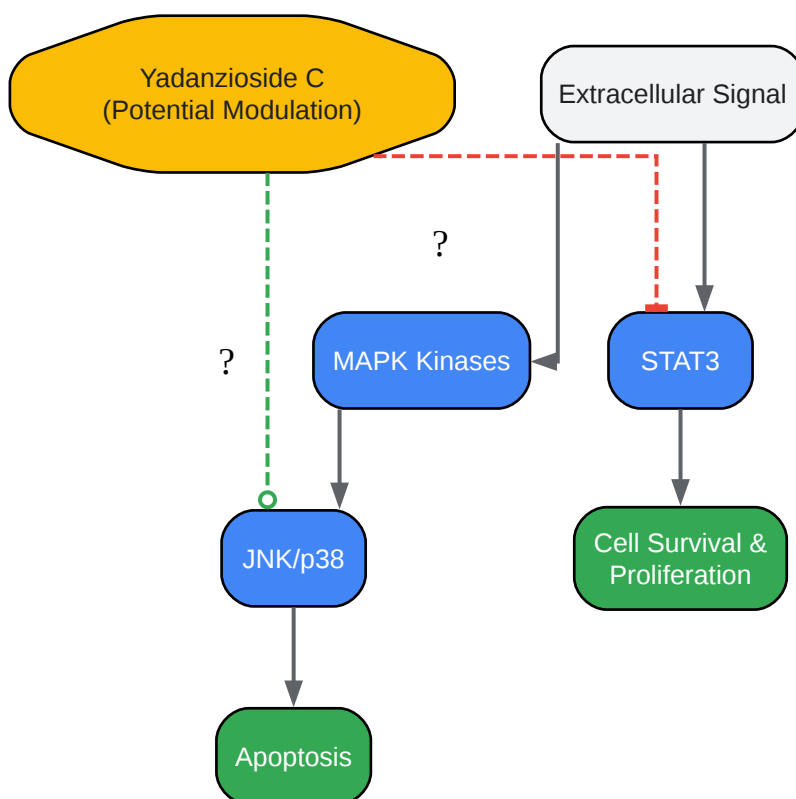 Yadanzioside C
(Potential Modulation)
Extracellular Signal
?
MAPK Kinases
STAT3
?
JNK/p38
Cell Survival &
Proliferation
Apoptosis